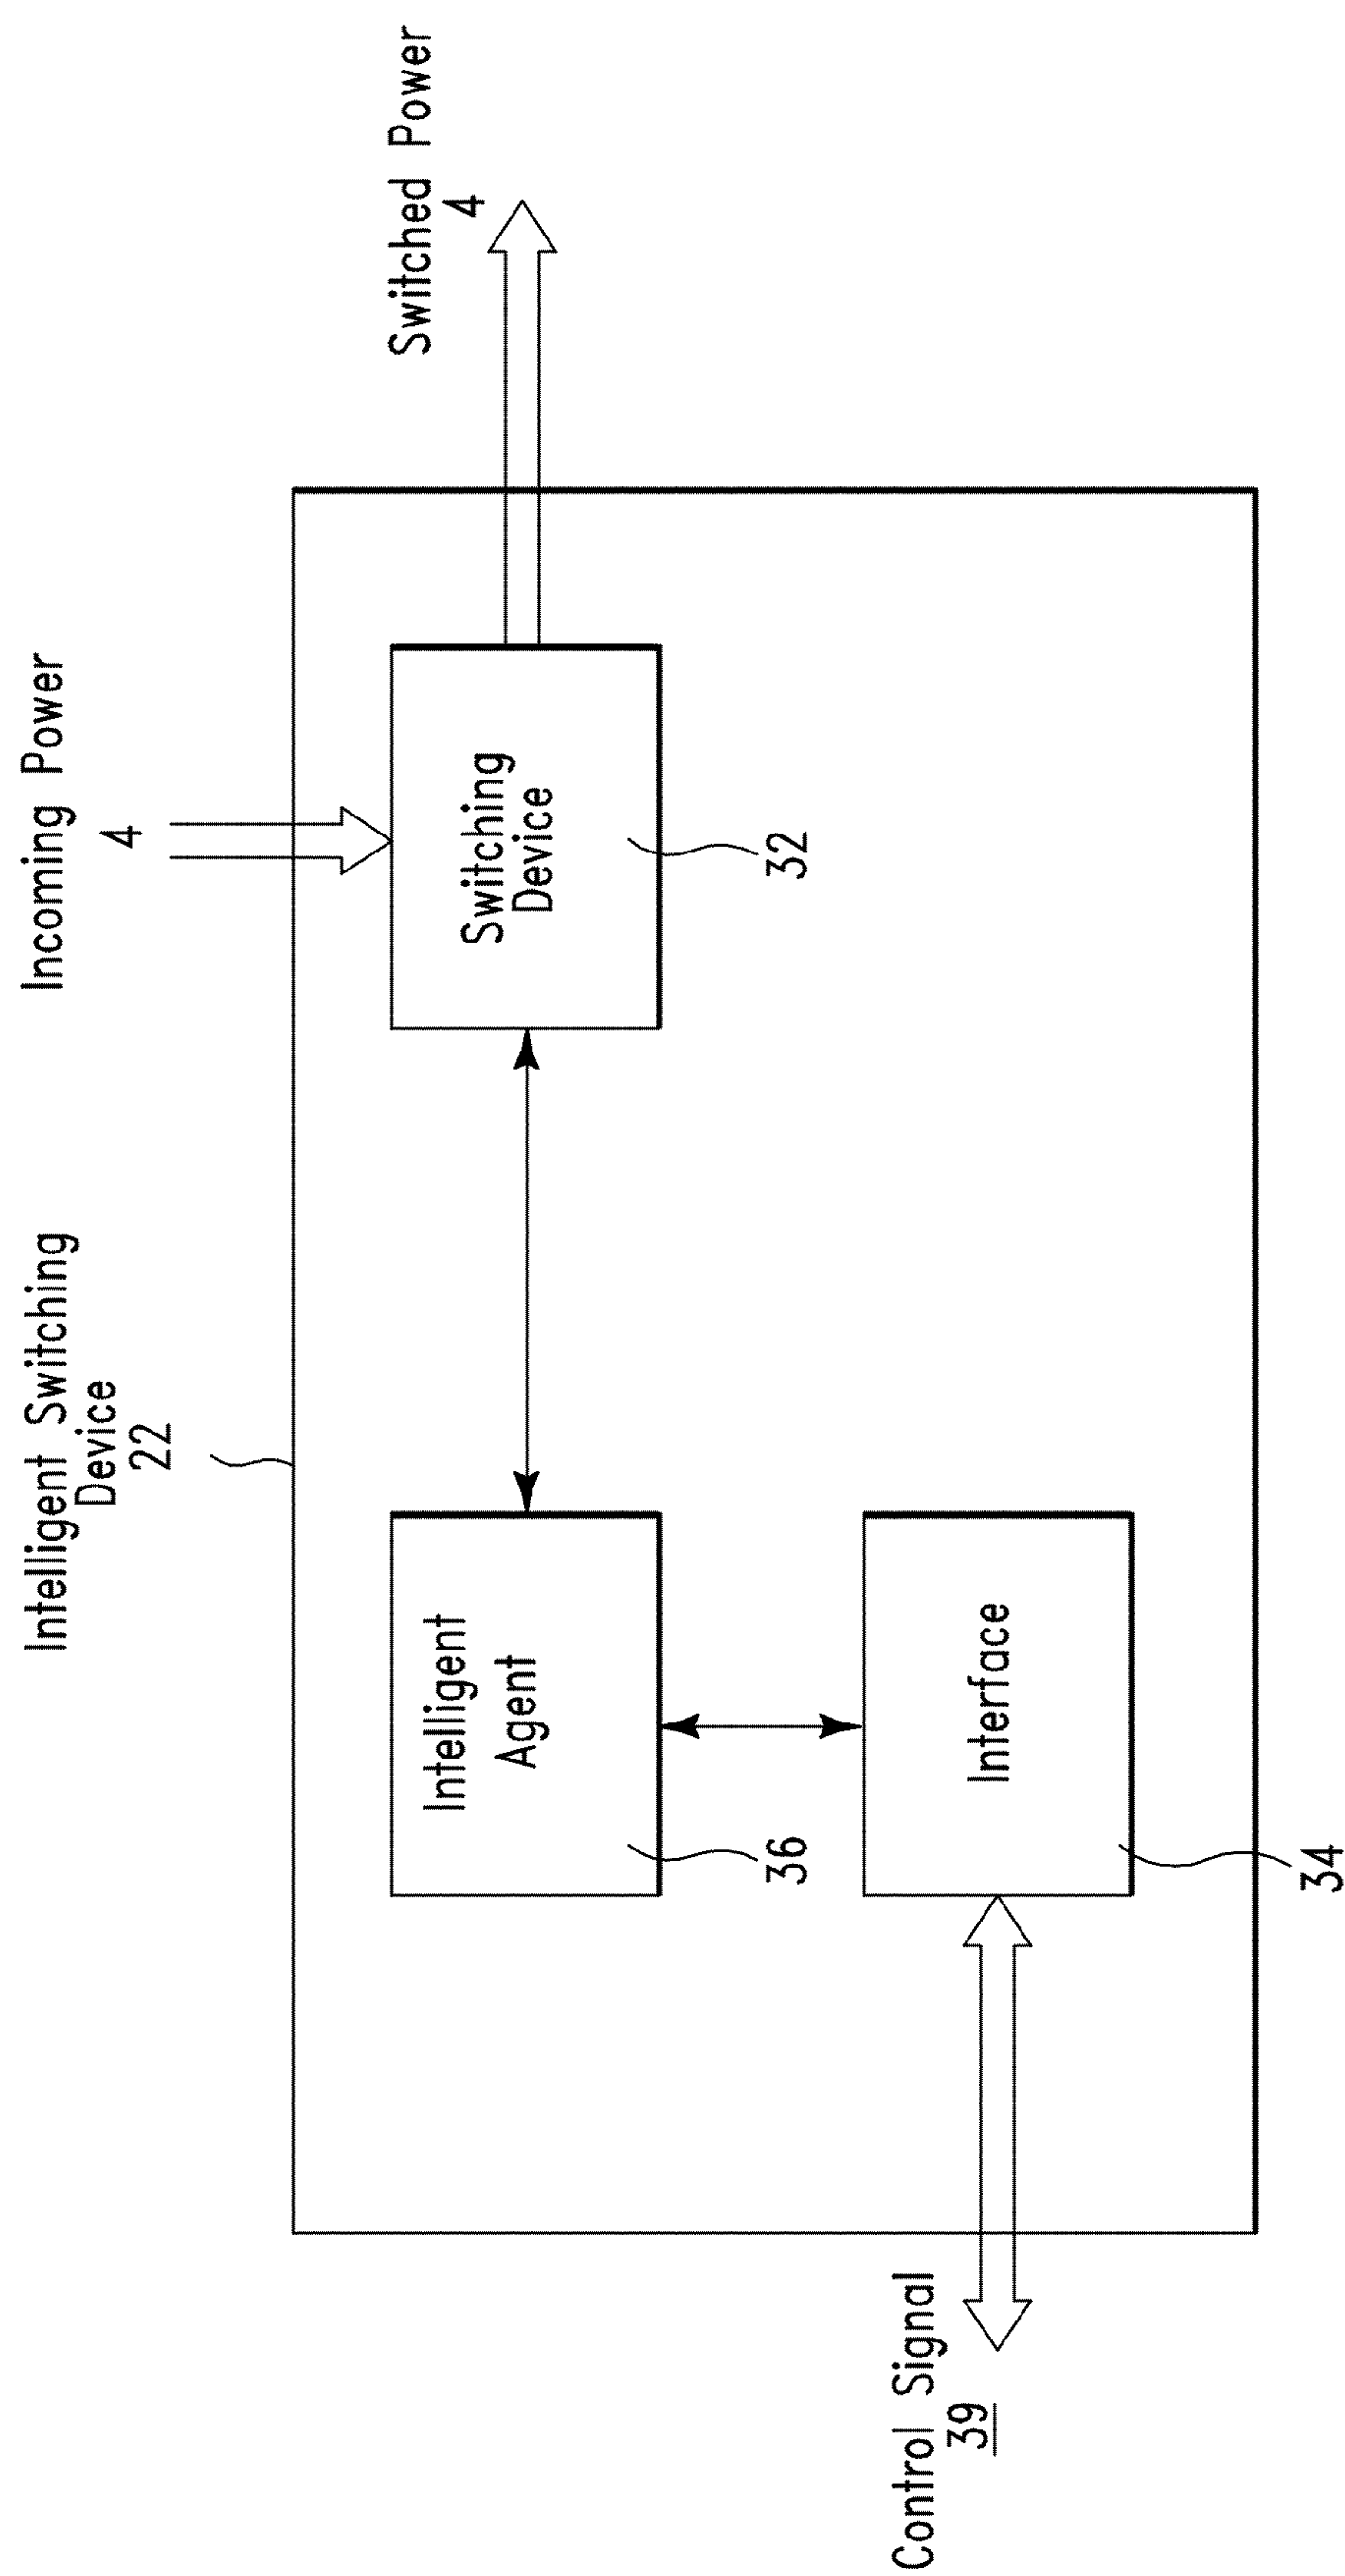 Intelligent Switching
Device
22
Incoming Power
4
Switched Power
4
Intelligent
Agent
36
Switching
Device
32
Interface
34
Control Signal
39